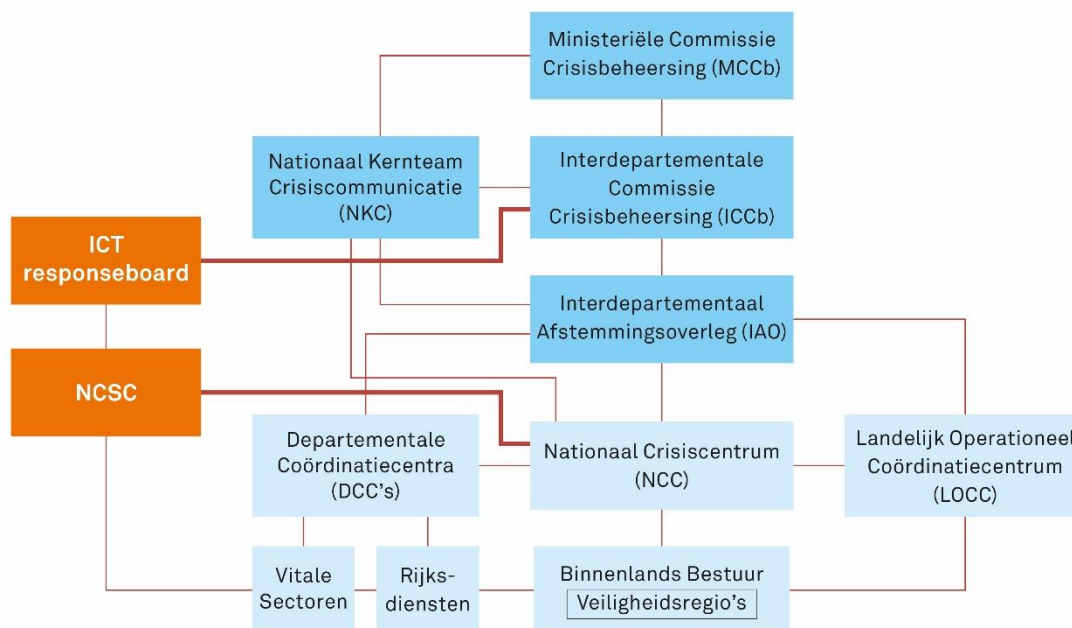 Ministeriële Commissie
Crisisbeheersing (MCCb)
Nationaal Kernteam
Crisiscommunicatie
(NKC)
Interdepartementale
Commissie
Crisisbeheersing (ICCb)
ICT
responseboard
Interdepartementaal
Afstemmingsoverleg (IAO)
NCSC
Departementale
Coördinatiecentra
(DCC's)
Nationaal Crisiscentrum
(NCC)
Landelijk Operationeel
Coördinatiecentrum
(LOCC)
Vitale
Sectoren
Rijks-
diensten
Binnenlands Bestuur
Veiligheidsregio's